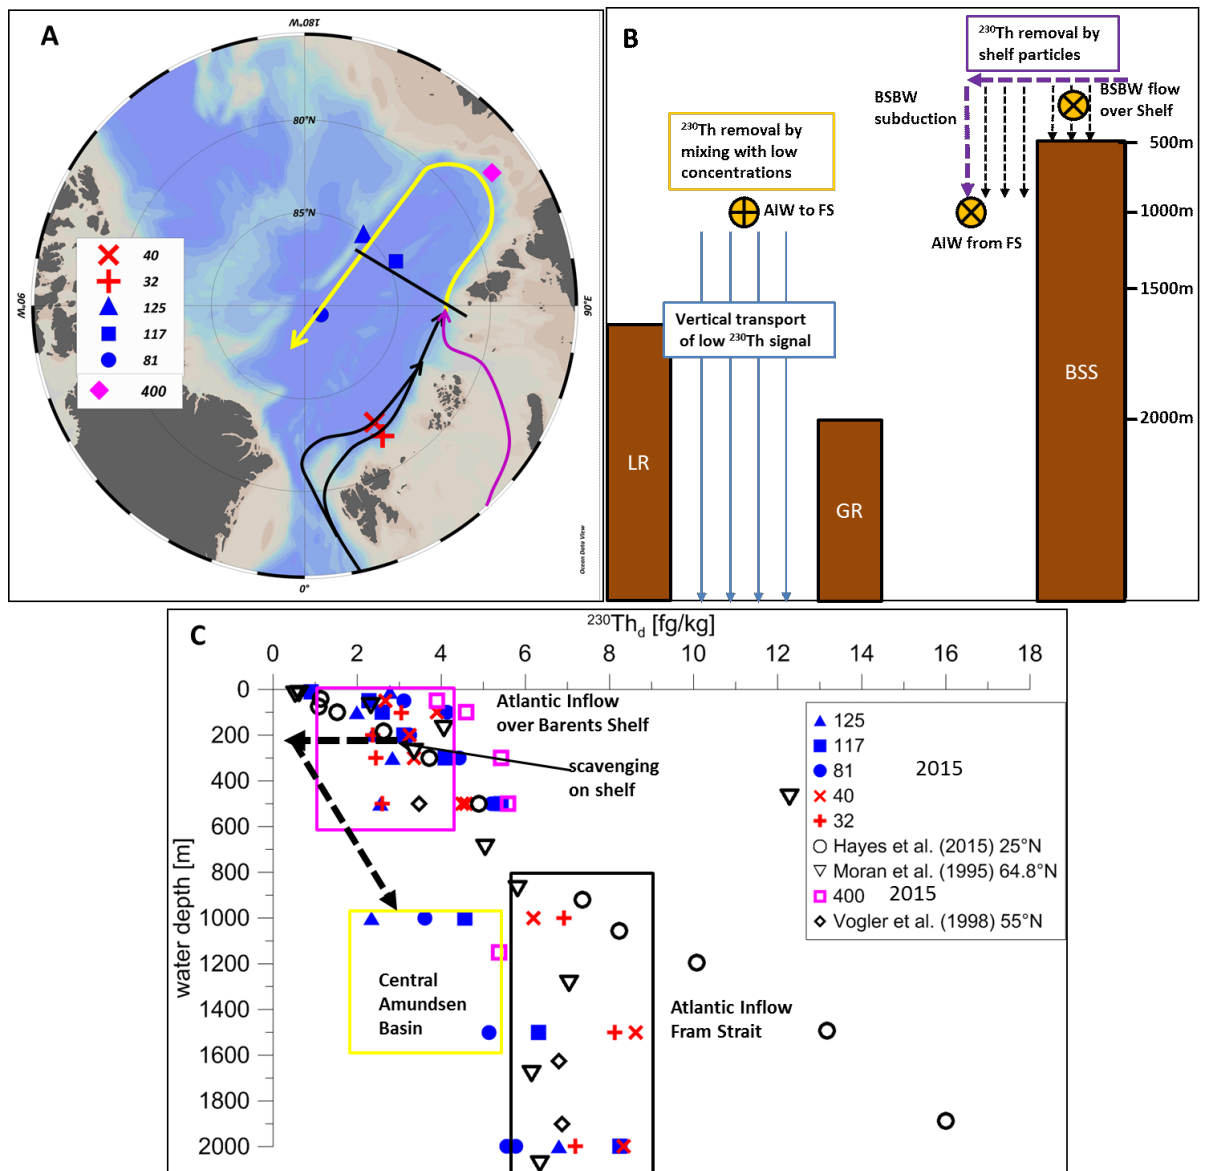 A
180°W
80°N
85°N
90°W
90°E
0°
Ocean Data View
40
32
125
117
81
400
B
230Th removal by
shelf particles
BSBW
subduction
BSBW flow
over Shelf
230Th removal by
mixing with low
concentrations
AIW to FS
AIW from FS
Vertical transport
of low 230Th signal
LR
GR
BSS
500m
1000m
1500m
2000m
C
230Thd [fg/kg]
0 2 4 6 8 10 12 14 16 18
water depth [m]
0
200
400
600
800
1000
1200
1400
1600
1800
2000
Atlantic Inflow
over Barents Shelf
scavenging
on shelf
Central
Amundsen
Basin
Atlantic Inflow
Fram Strait
125
117
81 2015
40
32
Hayes et al. (2015) 25°N
Moran et al. (1995) 64.8°N
400 2015
Vogler et al. (1998) 55°N